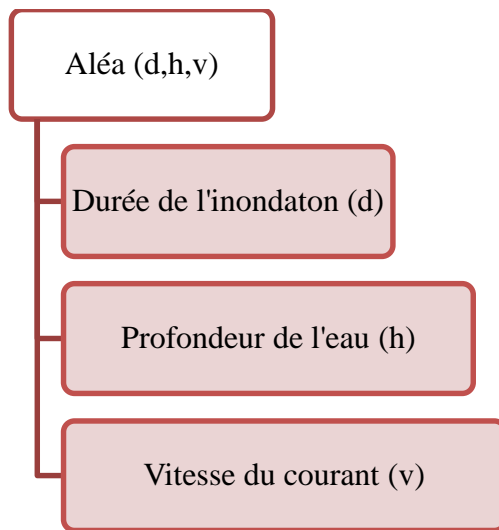 Aléa (d,h,v)
Durée de l'inondaton (d)
Profondeur de l'eau (h)
Vitesse du courant (v)